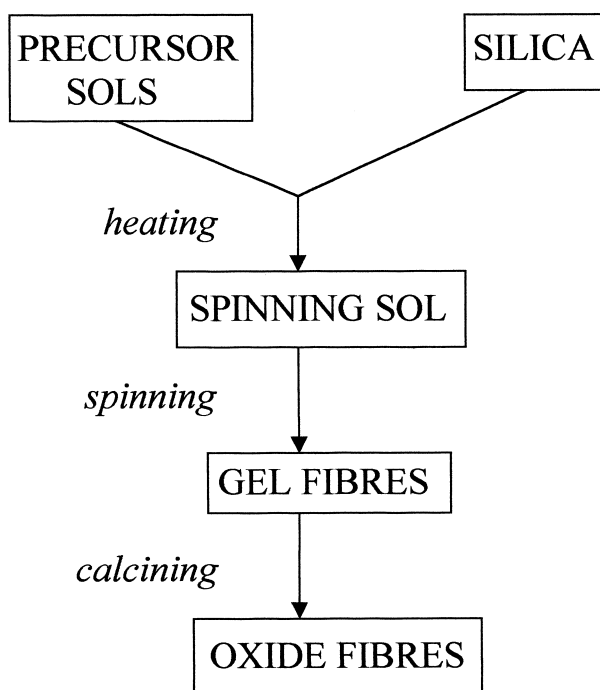 PRECURSOR
SOLS
SILICA
heating
SPINNING SOL
spinning
GEL FIBRES
calcining
OXIDE FIBRES